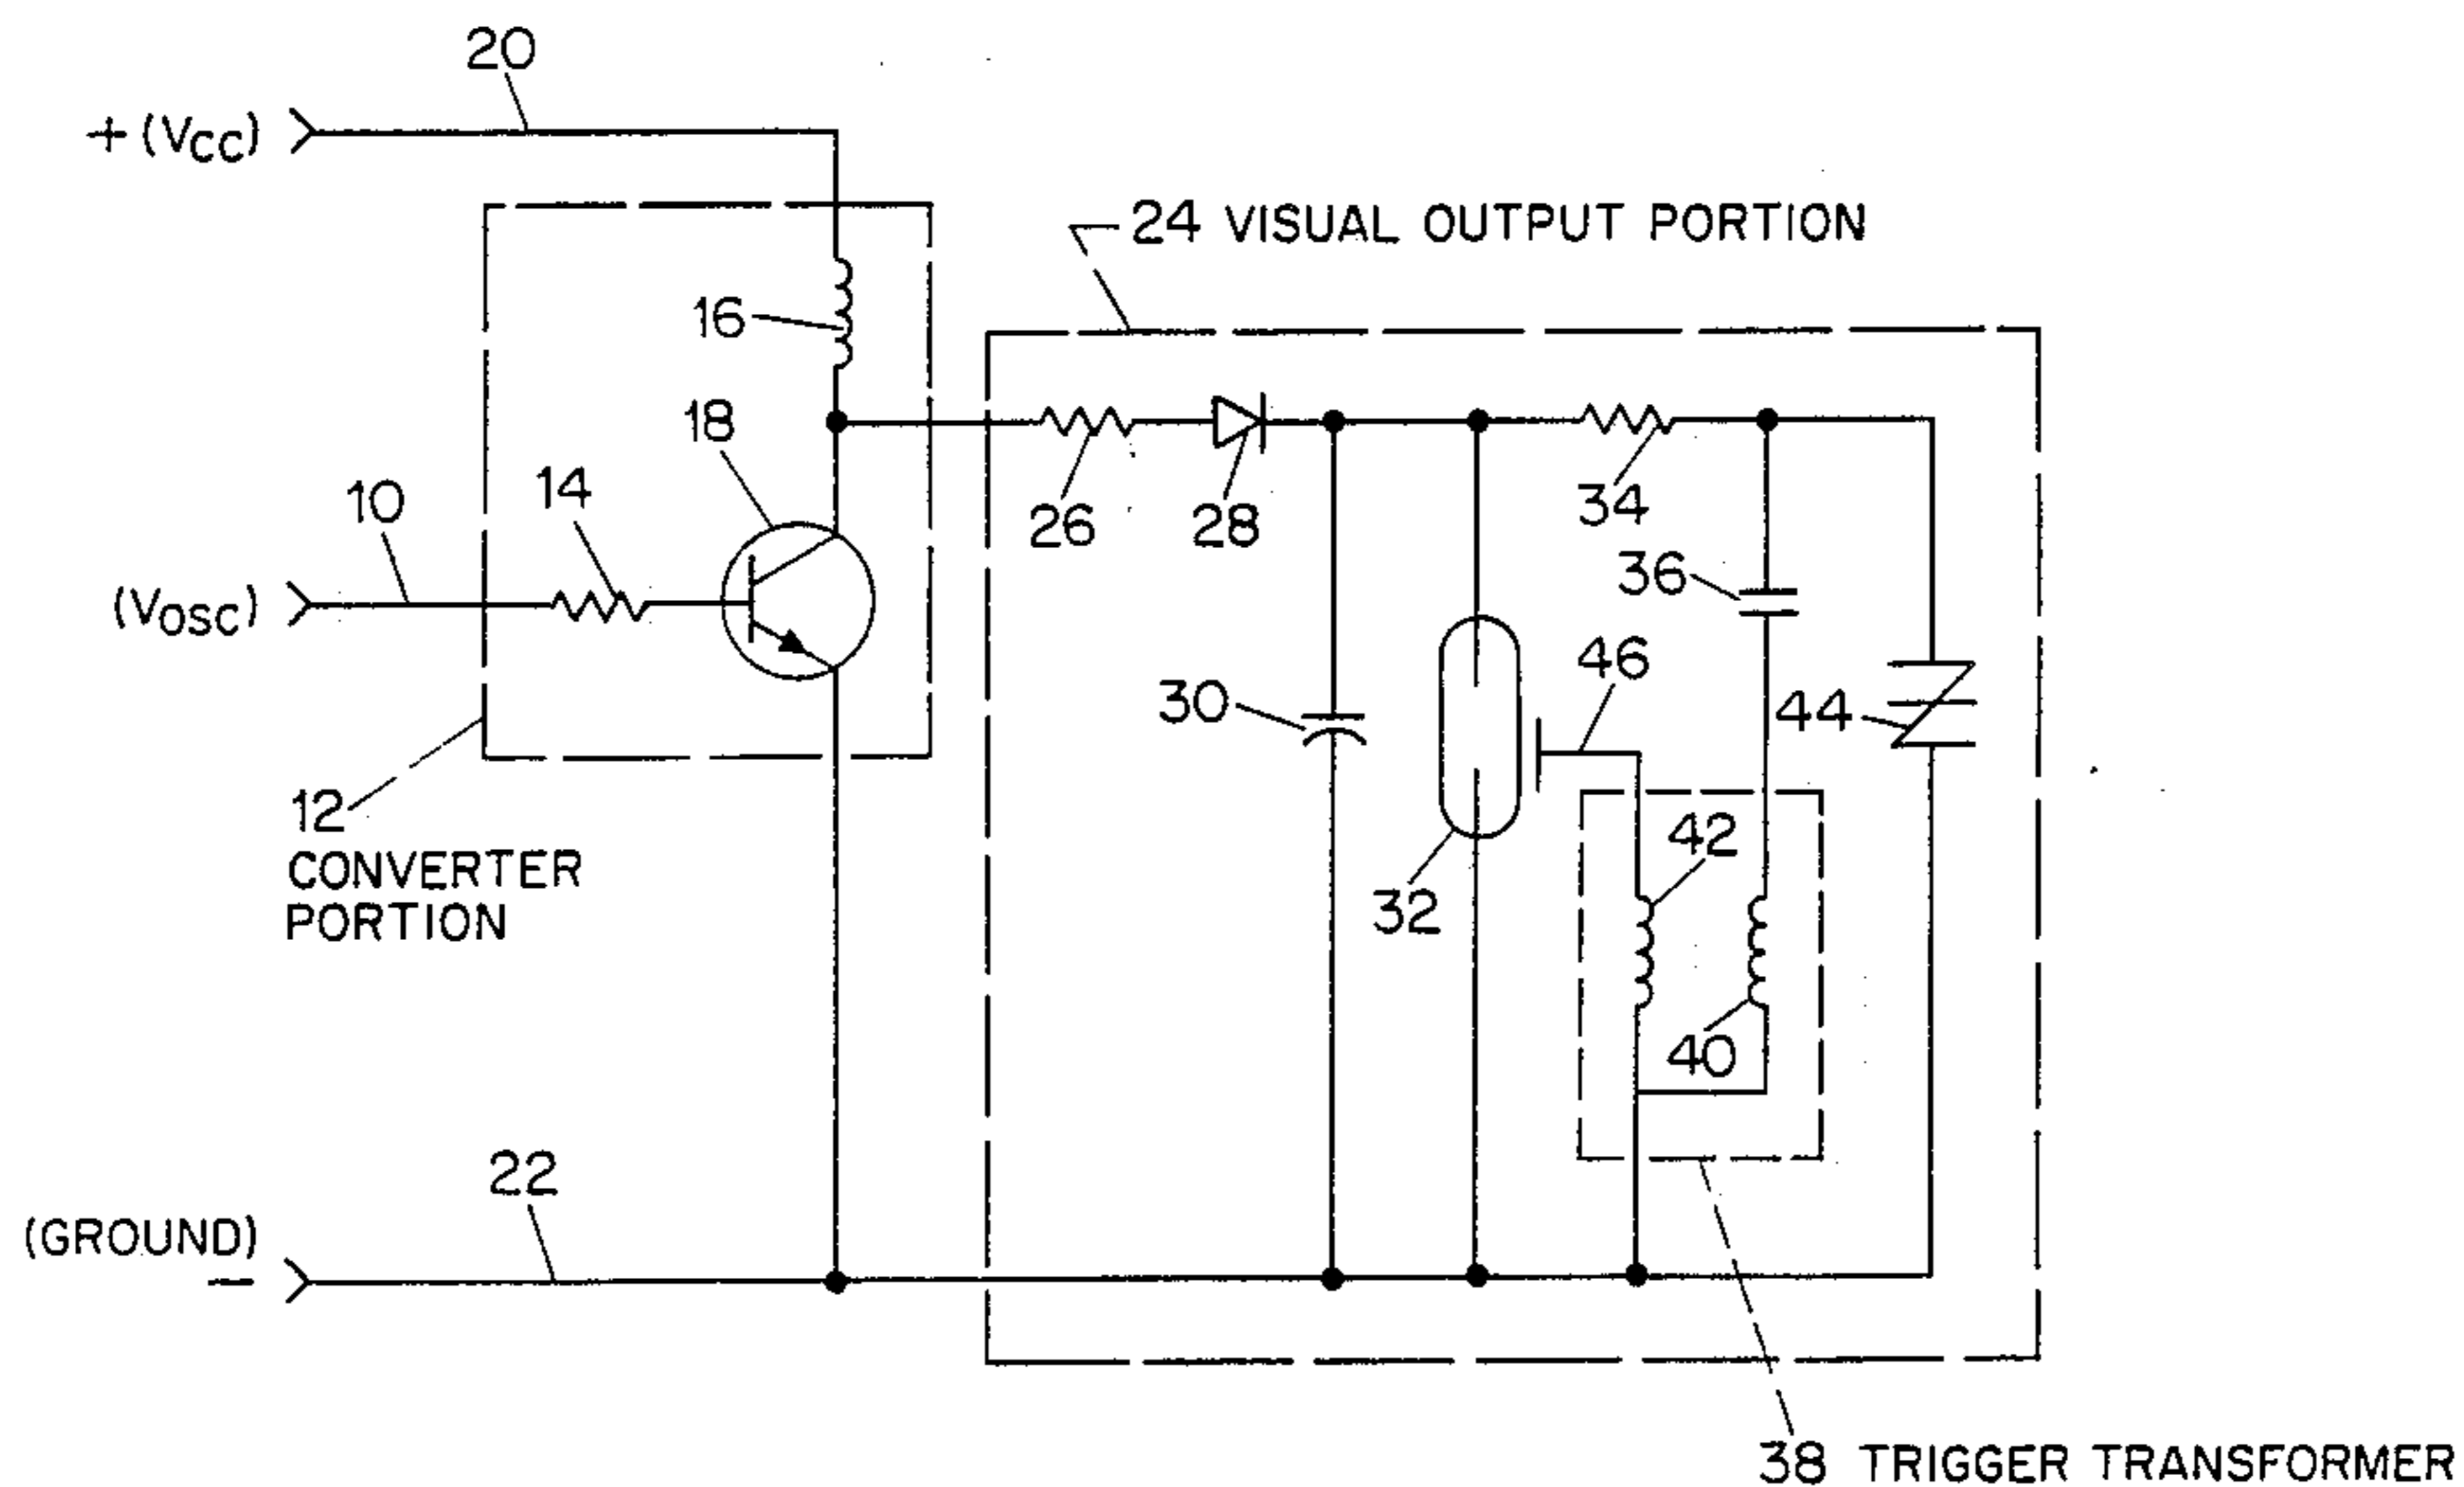 20
+(VCC)
24 VISUAL OUTPUT PORTION
16
18
10
14
26
28
34
36
(VOSC)
46
30
44
12
CONVERTER
PORTION
42
32
40
22
(GROUND)
−
38 TRIGGER TRANSFORMER